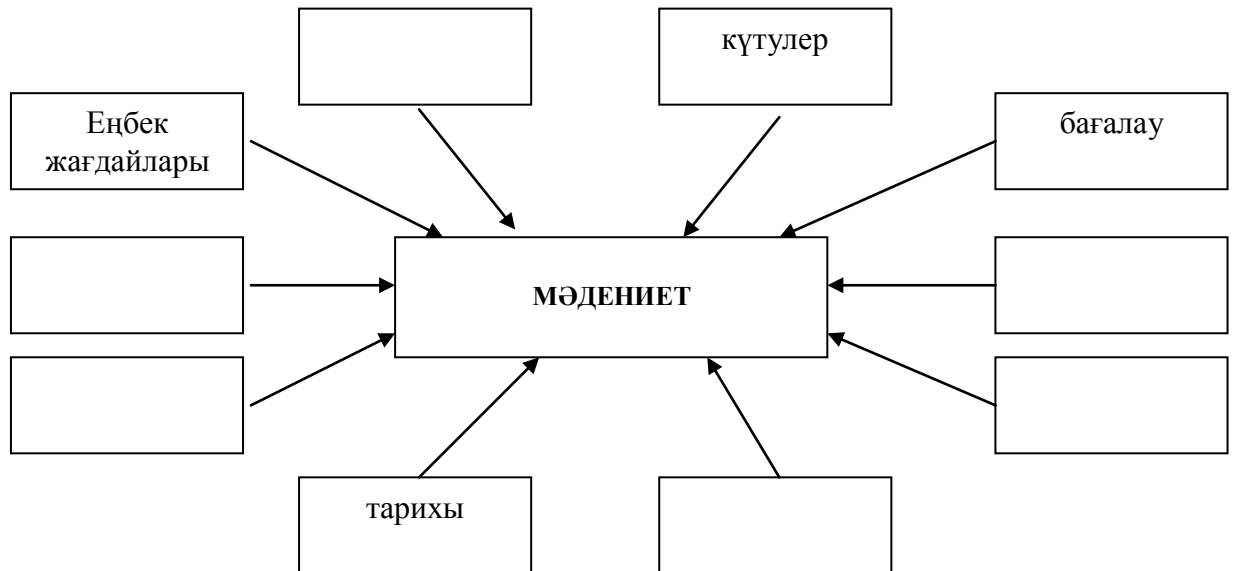 күтулер
Еңбек
жағдайлары
бағалау
МӘДЕНИЕТ
тарихы